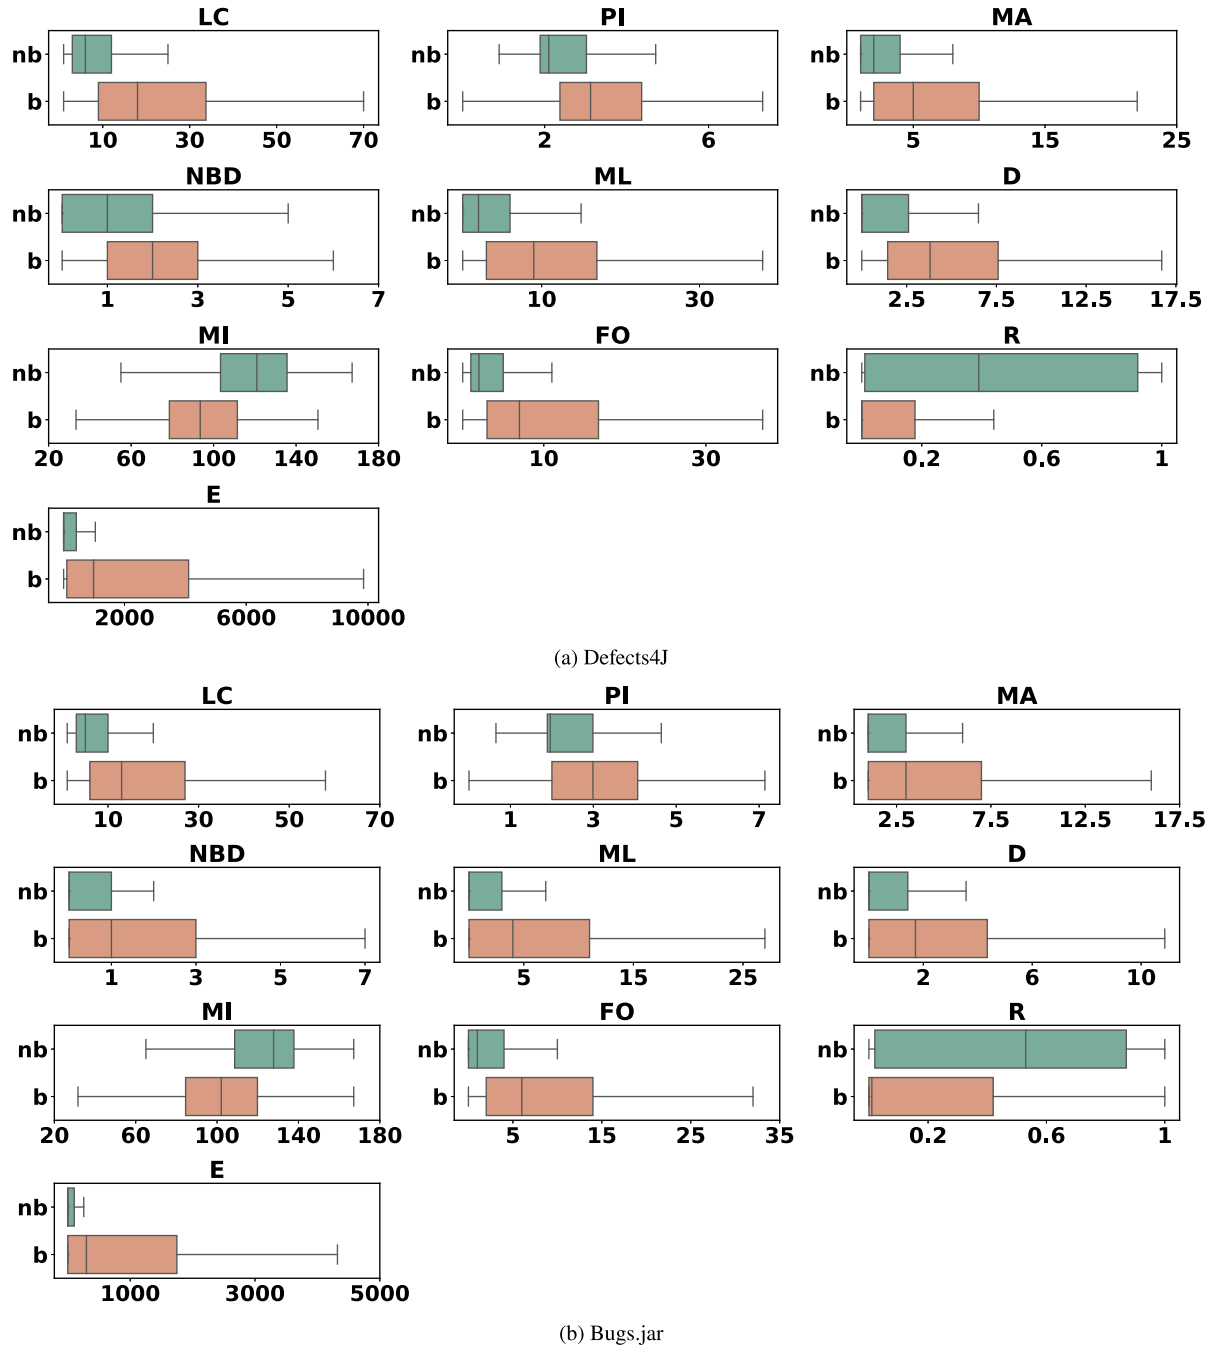 LC PI MA
nb
b
10 30 50 70
nb
b
2 6
nb
b
5 15 25
NBD ML D
nb
b
1 3 5 7
nb
b
10 30
nb
b
2.5 7.5 12.5 17.5
MI FO R
nb
b
20 60 100 140 180
nb
b
10 30
nb
b
0.2 0.6 1
E
nb
b
2000 6000 10000
(a) Defects4J
LC PI MA
nb
b
10 30 50 70
nb
b
1 3 5 7
nb
b
2.5 7.5 12.5 17.5
NBD ML D
nb
b
1 3 5 7
nb
b
5 15 25
nb
b
2 6 10
MI FO R
nb
b
20 60 100 140 180
nb
b
5 15 25 35
nb
b
0.2 0.6 1
E
nb
b
1000 3000 5000
(b) Bugs.jar